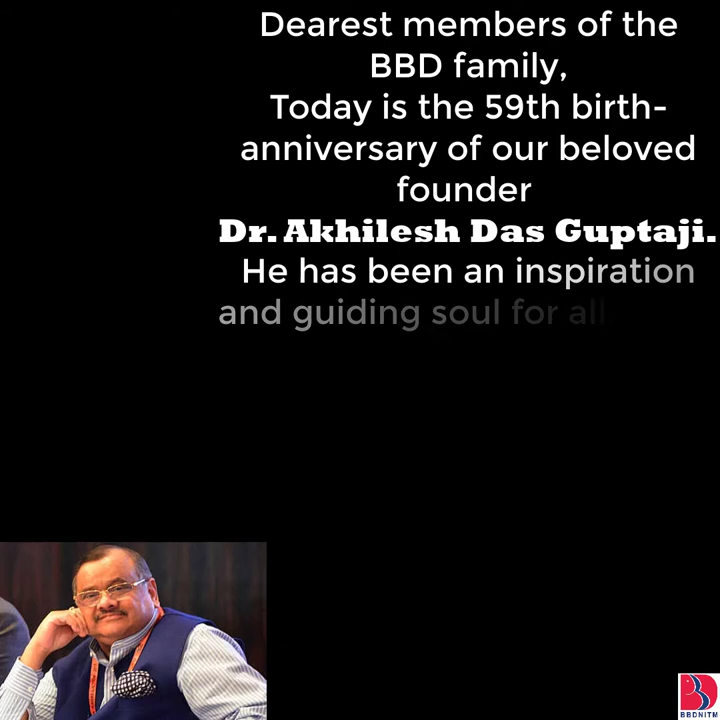 Dearest members of the
BBD family,
Today is the 59th birth-
anniversary of our beloved
founder
Dr. Akhilesh Das Guptaji.
He has been an inspiration
and guiding soul for all
BBDNITM